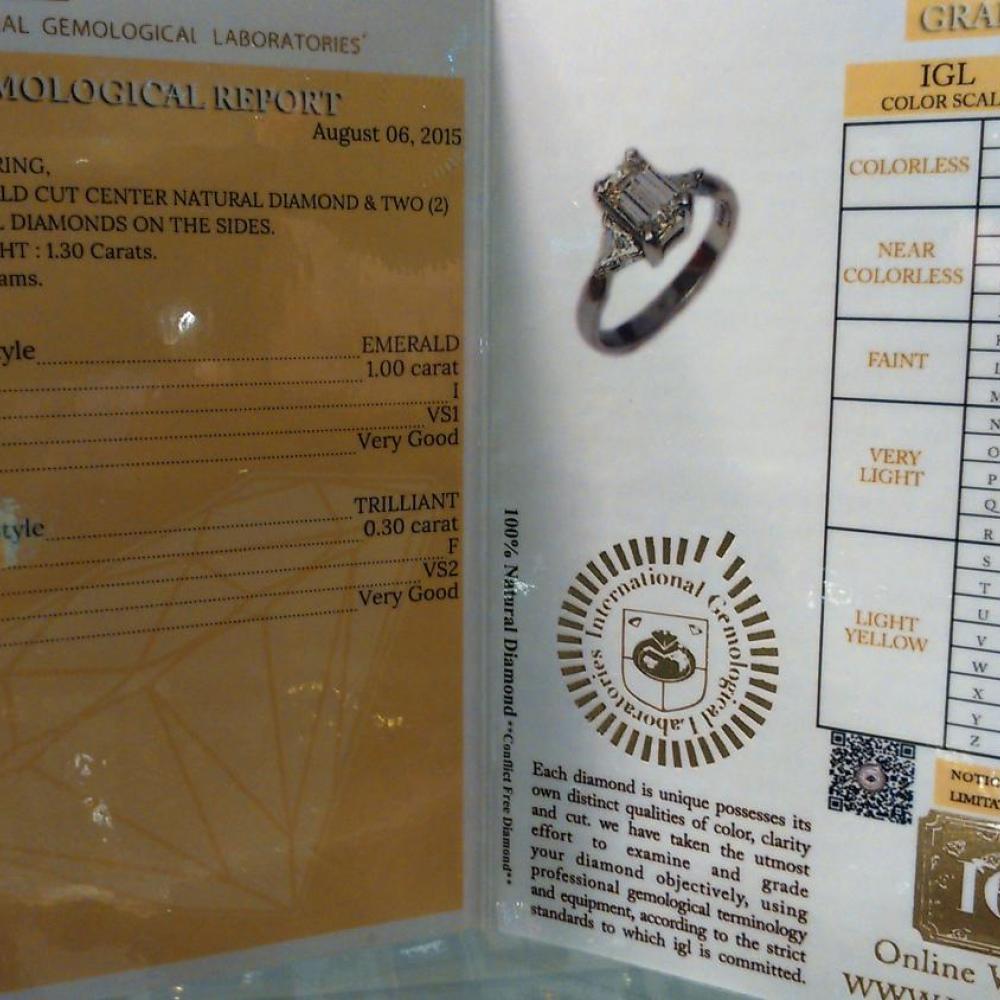 AL GEMOLOGICAL LABORATORIES'
MOLOGICAL REPORT
August 06, 2015
RING,
LD CUT CENTER NATURAL DIAMOND & TWO (2)
L DIAMONDS ON THE SIDES.
HT : 1.30 Carats.
ams.
tyle EMERALD
1.00 carat
I
VS1
Very Good
style TRILLIANT
0.30 carat
F
VS2
Very Good
100% Natural Diamond **Conflict Free Diamond**
International Gemological Laboratories
Each diamond is unique possesses its
own distinct qualities of color, clarity
and cut. we have taken the utmost
effort to examine and grade
your diamond objectively, using
professional gemological terminology
and equipment, according to the strict
standards to which igl is committed.
GRA
IGL
COLOR SCAL
COLORLESS
NEAR
COLORLESS
FAINT
L
M
VERY
LIGHT
N
O
P
Q
R
LIGHT
YELLOW
S
T
U
V
W
X
Y
Z
NOTIC
LIMITA
IG
Online
WWW